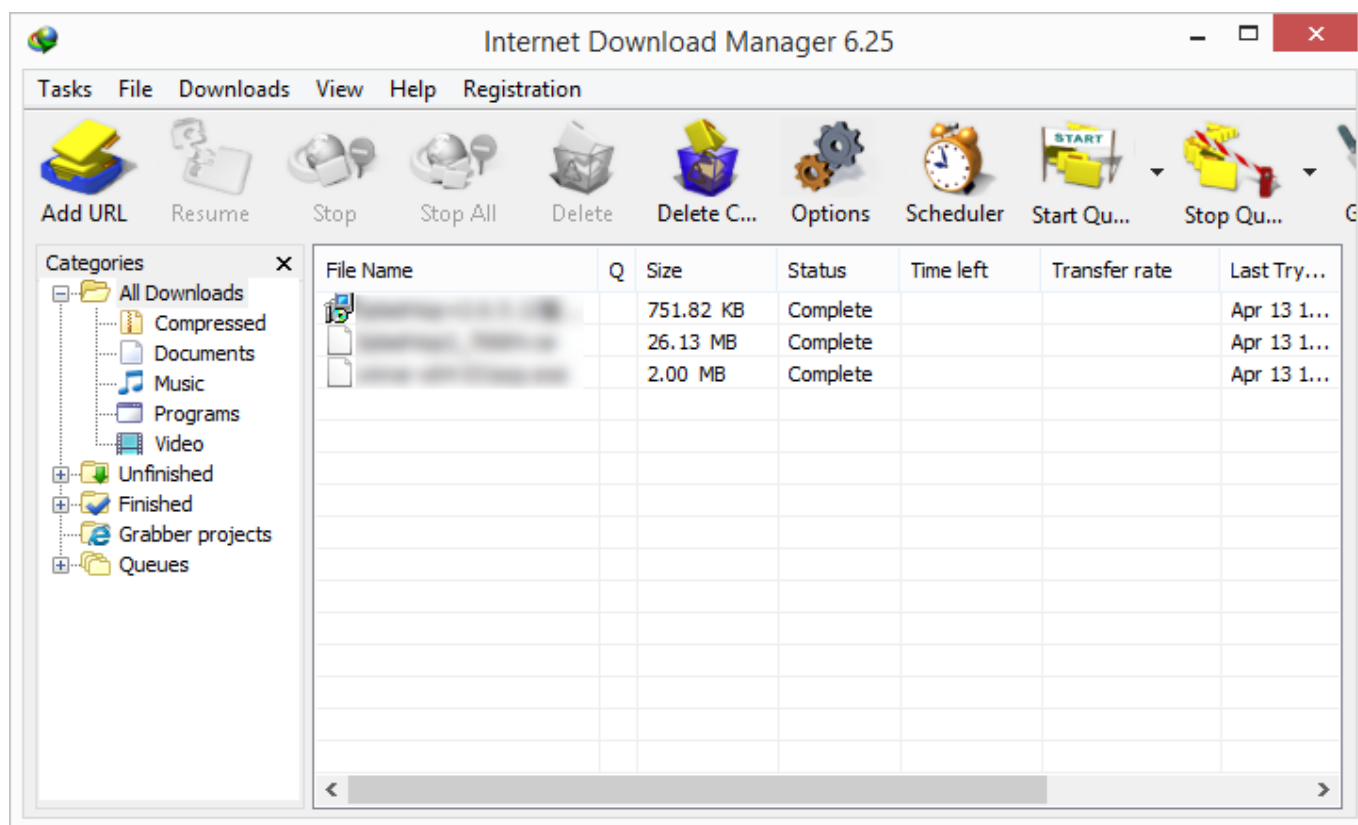 Internet Download Manager 6.25
Tasks File Downloads View Help Registration
START
Add URL Resume Stop Stop All Delete Delete C... Options Scheduler Start Qu... Stop Qu...
Categories
File Name Q Size Status Time left Transfer rate Last Try...
All Downloads
Compressed
Documents
Music
Programs
Video
Unfinished
Finished
Grabber projects
Queues
751.82 KB Complete Apr 13 1...
26.13 MB Complete Apr 13 1...
2.00 MB Complete Apr 13 1...